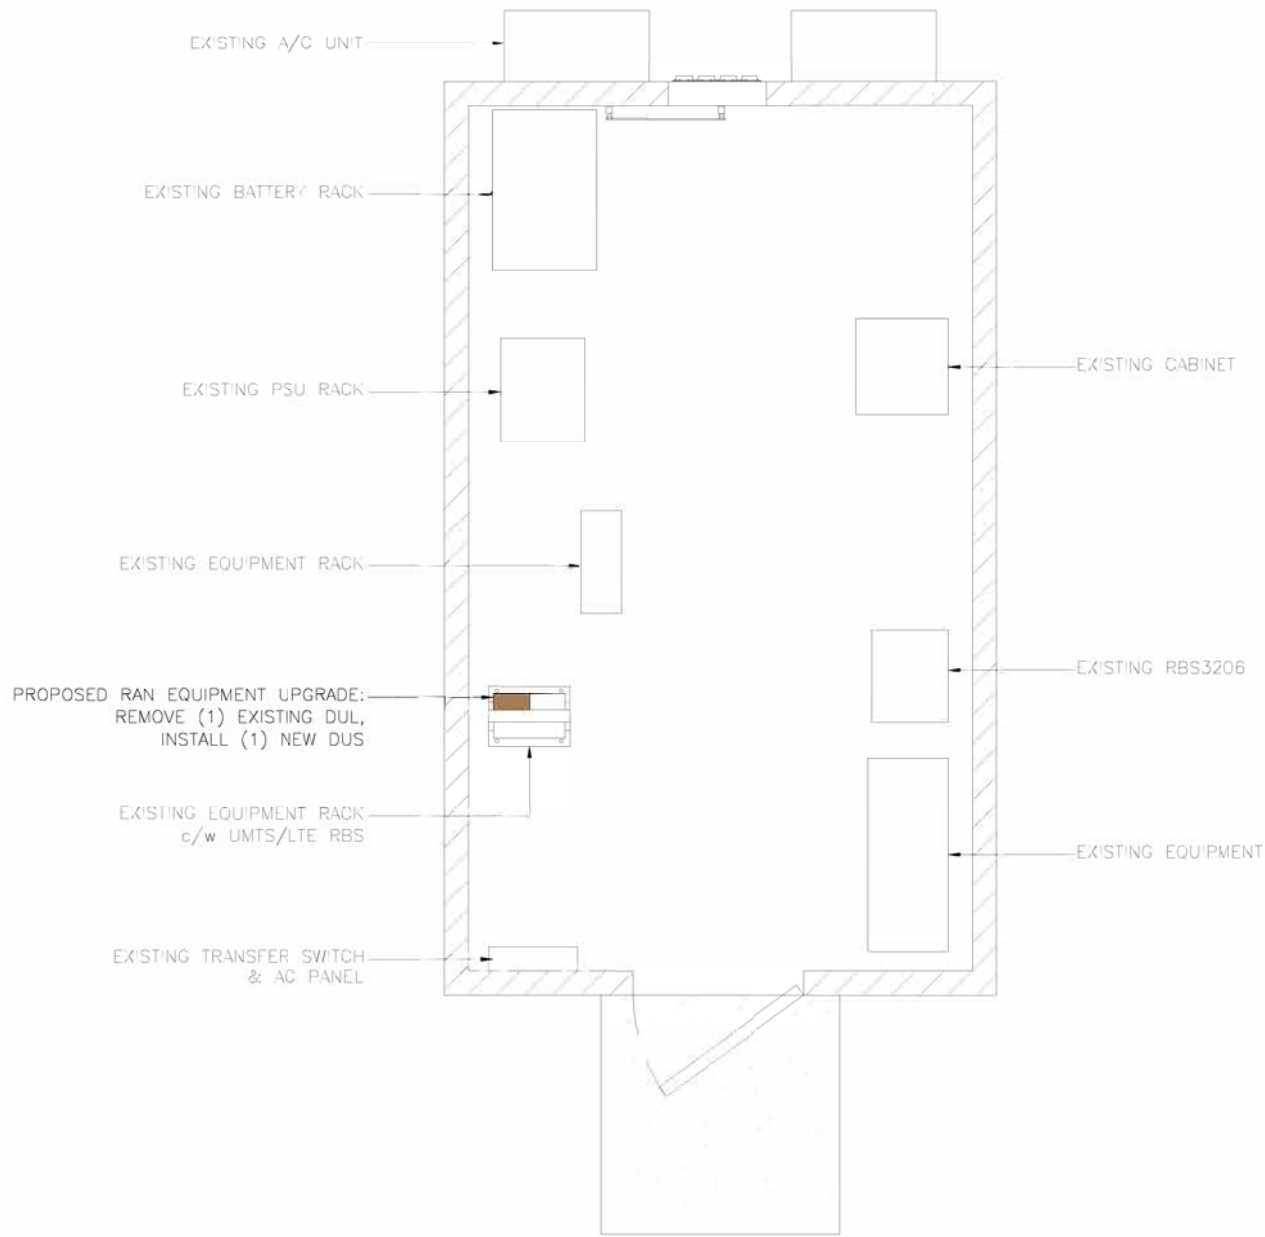 EXISTING A/C UNIT
EXISTING BATTERY RACK
EXISTING PSU RACK
EXISTING CABINET
EXISTING EQUIPMENT RACK
PROPOSED RAN EQUIPMENT UPGRADE:
REMOVE (1) EXISTING DUL,
INSTALL (1) NEW DUS
EXISTING RBS3206
EXISTING EQUIPMENT RACK
c/w UMTS/LTE RBS
EXISTING EQUIPMENT
EXISTING TRANSFER SWITCH
& AC PANEL